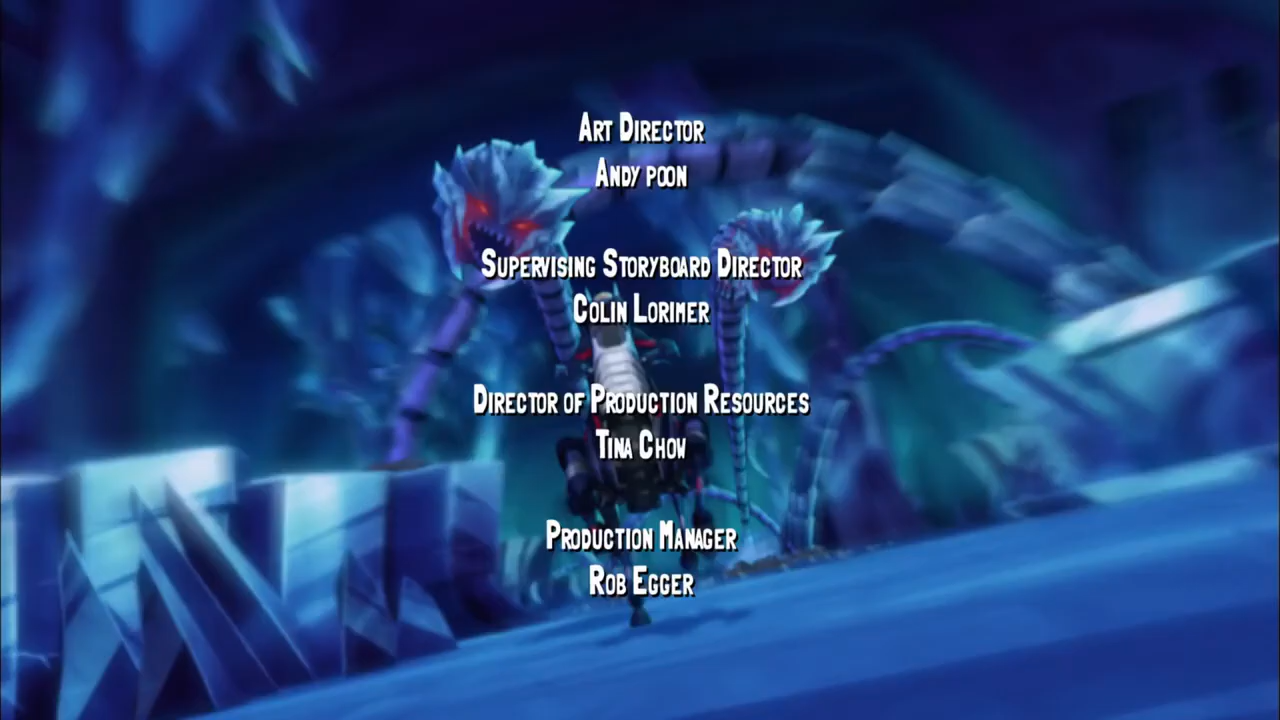 Art Director
Andy poon
Supervising Storyboard Director
Colin Lorimer
Director of Production Resources
Tina Chow
Production Manager
Rob Egger